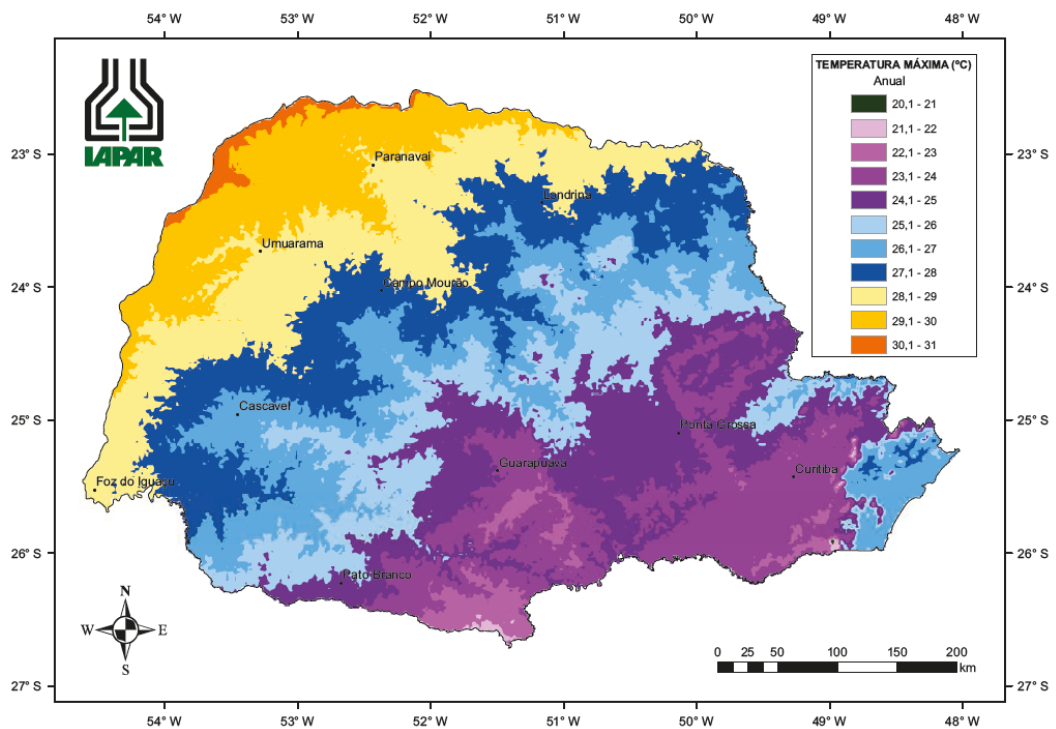 54° W 53° W 52° W 51° W 50° W 49° W 48° W
IAPAR
TEMPERATURA MÁXIMA (ºC)
Anual
20,1 - 21
21,1 - 22
22,1 - 23
23,1 - 24
24,1 - 25
25,1 - 26
26,1 - 27
27,1 - 28
28,1 - 29
29,1 - 30
30,1 - 31
23° S 23° S
Paranavaí
Londrina
Umuarama
24° S 24° S
Campo Mourão
Cascavel
25° S 25° S
Ponta Grossa
Guarapuava
Curitiba
Foz do Iguaçu
26° S 26° S
Pato Branco
N
W E
S
0 25 50 100 150 200
km
27° S 27° S
54° W 53° W 52° W 51° W 50° W 49° W 48° W